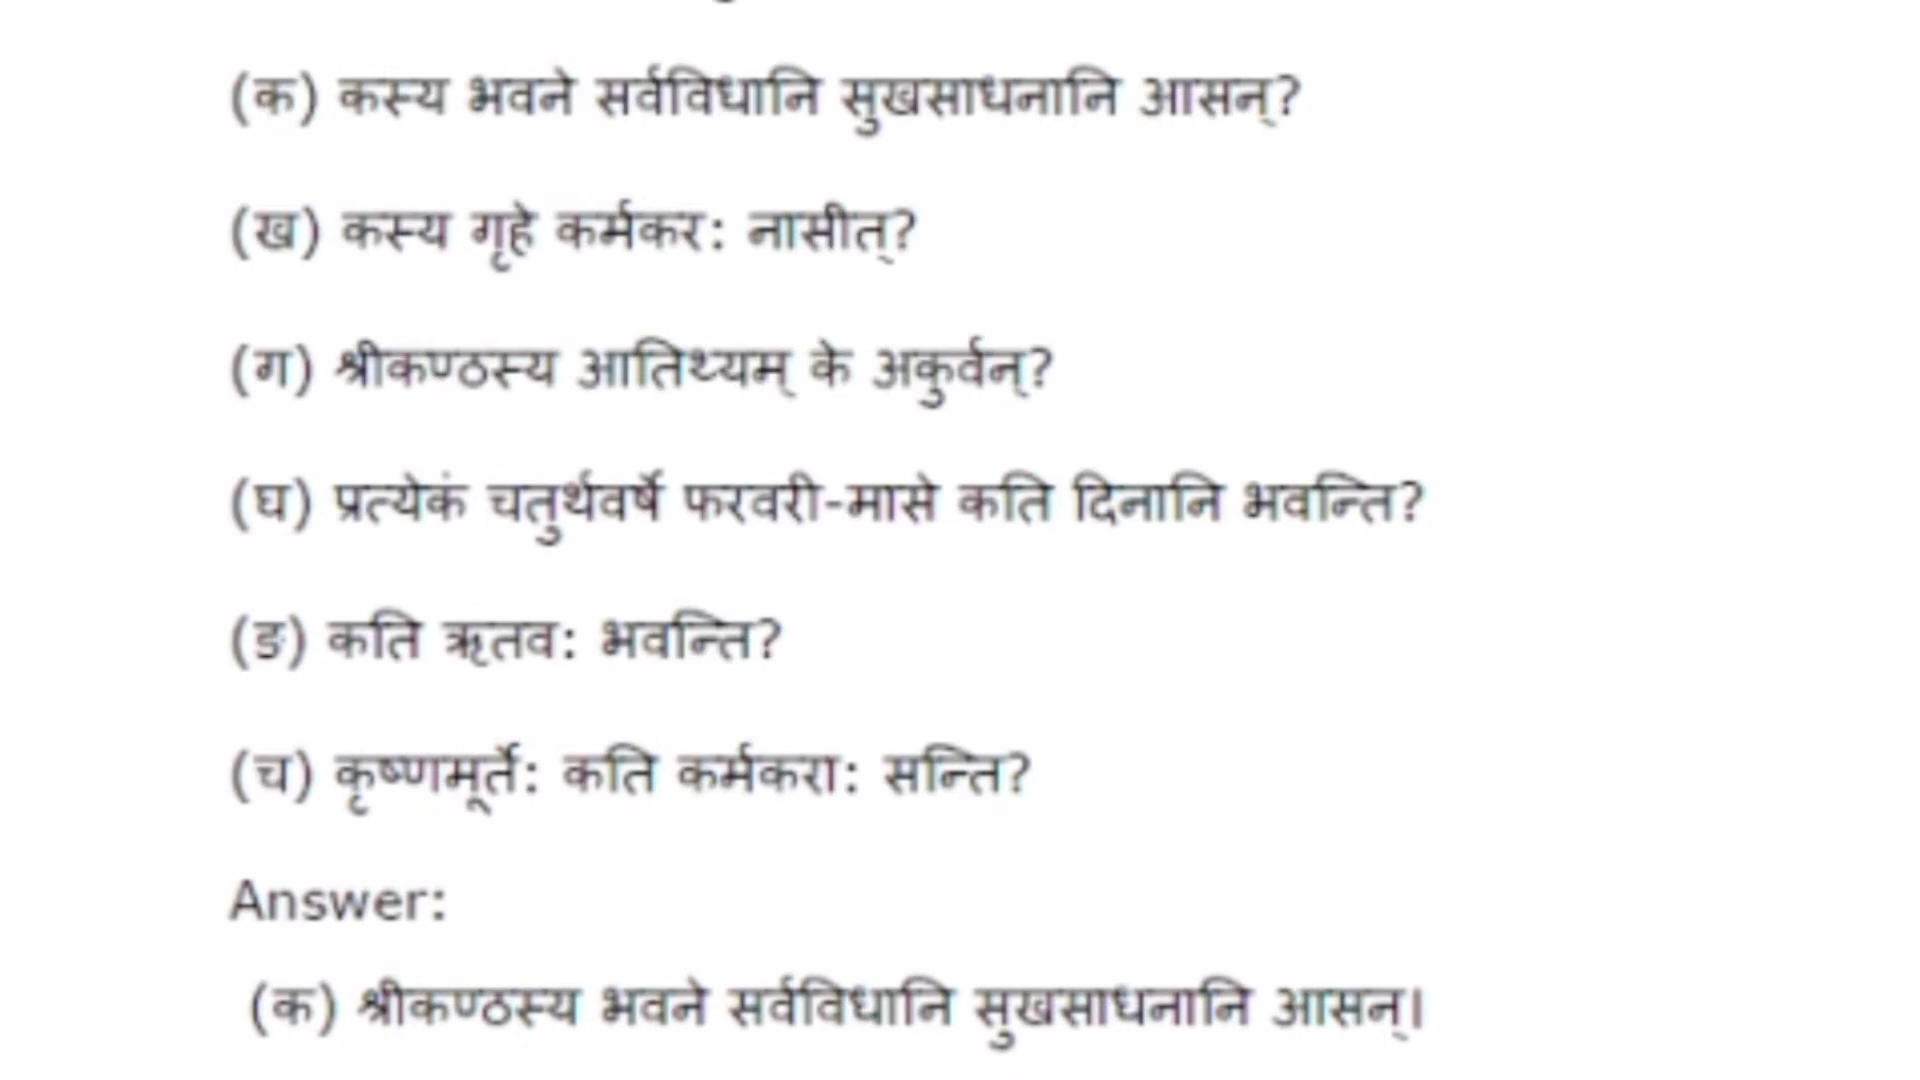 (क) कस्य भवने सर्वविधानि सुखसाधनानि आसन्?
(ख) कस्य गृहे कर्मकर: नासीत्?
(ग) श्रीकण्ठस्य आतिथ्यम् के अकुर्वन्?
(घ) प्रत्येकं चतुर्थवर्षे फरवरी-मासे कति दिनानि भवन्ति?
(ङ) कति ऋतव: भवन्ति?
(च) कृष्णमूर्ते: कति कर्मकरा: सन्ति?
Answer:
(क) श्रीकण्ठस्य भवने सर्वविधानि सुखसाधनानि आसन्।